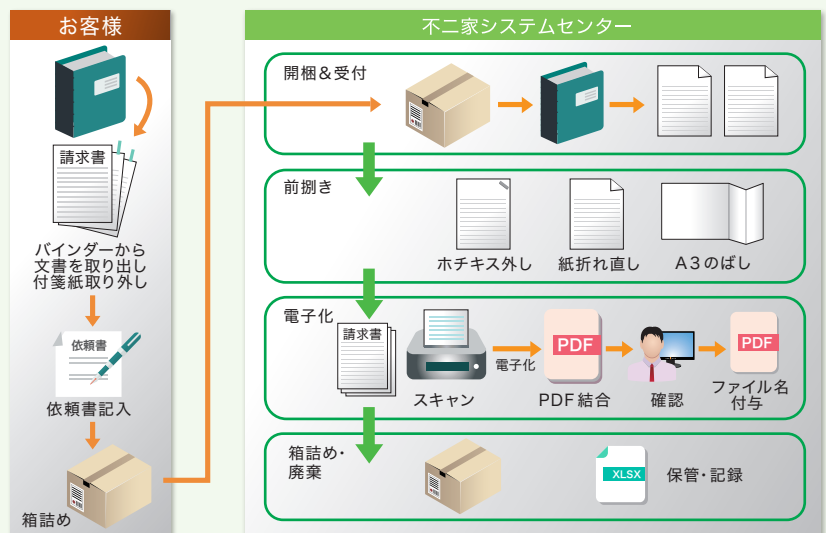 お客様
請求書
バインダーから
文書を取り出し
付箋紙取り外し
依頼書
依頼書記入
箱詰め
不二家システムセンター
開梱&受付
前捌き
ホチキス外し
紙折れ直し
A3のばし
電子化
請求書
スキャン
電子化
PDF
PDF結合
確認
PDF
ファイル名
付与
箱詰め・
廃棄
XLSX
保管・記録